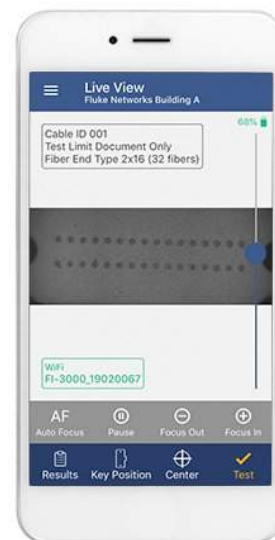 Live View
Fluke Networks Building A
68%
Cable ID 001
Test Limit Document Only
Fiber End Type 2x16 (32 fibers)
WiFi
FI-3000_19020067
AF
Auto Focus
Pause
Focus Out
Focus In
Results
Key Position
Center
Test